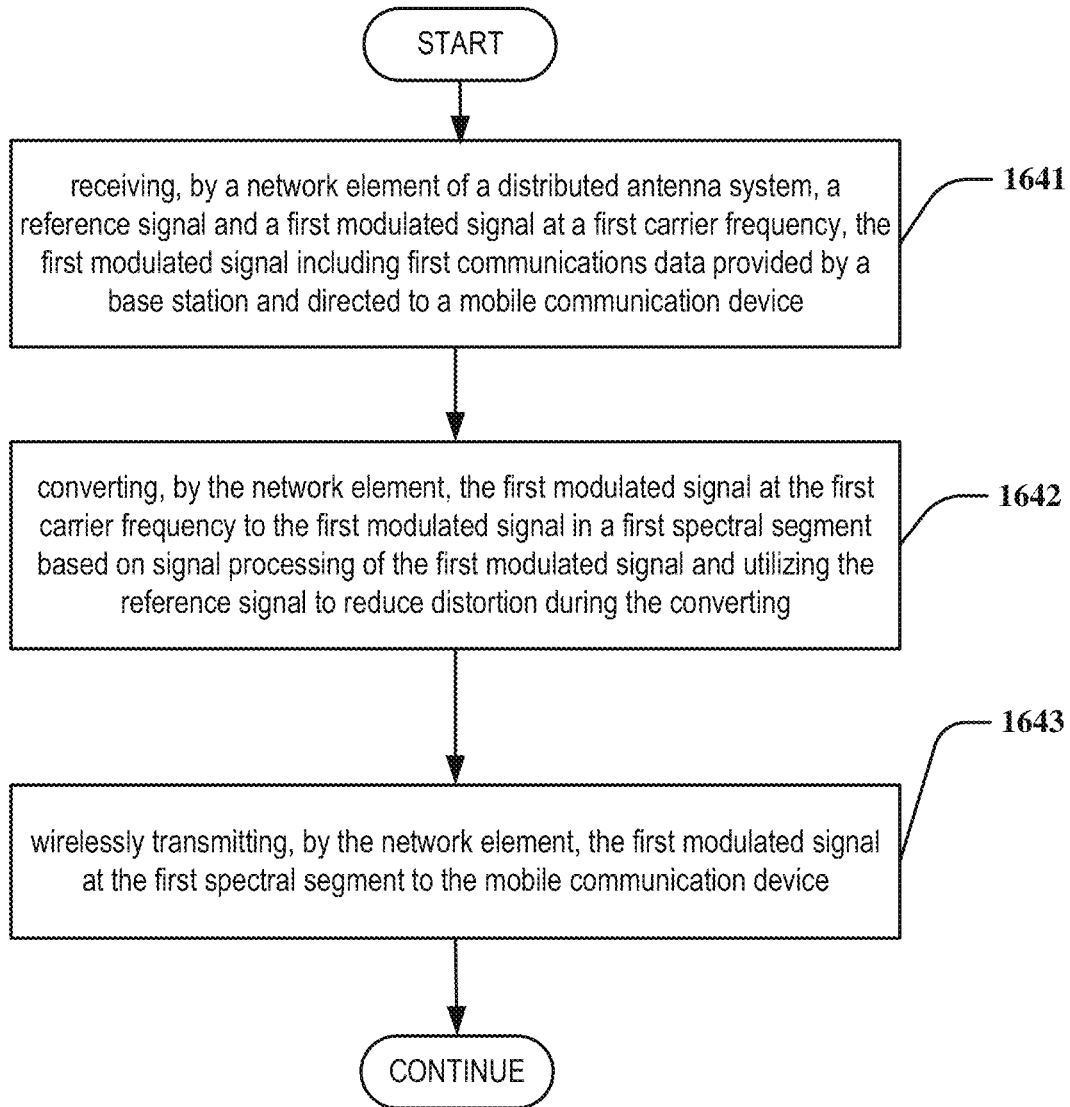 START
receiving, by a network element of a distributed antenna system, a
reference signal and a first modulated signal at a first carrier frequency, the
first modulated signal including first communications data provided by a
base station and directed to a mobile communication device
1641
converting, by the network element, the first modulated signal at the first
carrier frequency to the first modulated signal in a first spectral segment
based on signal processing of the first modulated signal and utilizing the
reference signal to reduce distortion during the converting
1642
wirelessly transmitting, by the network element, the first modulated signal
at the first spectral segment to the mobile communication device
1643
CONTINUE